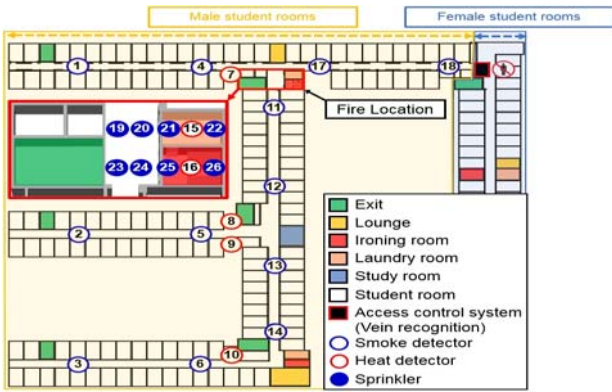 Male student rooms
Female student rooms
1
4
17
18
7
Fire Location
11
19 20 21 15 22
23 24 25 16 26
12
8
2
5
9
13
14
10
3
6
Exit
Lounge
Ironing room
Laundry room
Study room
Student room
Access control system
(Vein recognition)
Smoke detector
Heat detector
Sprinkler